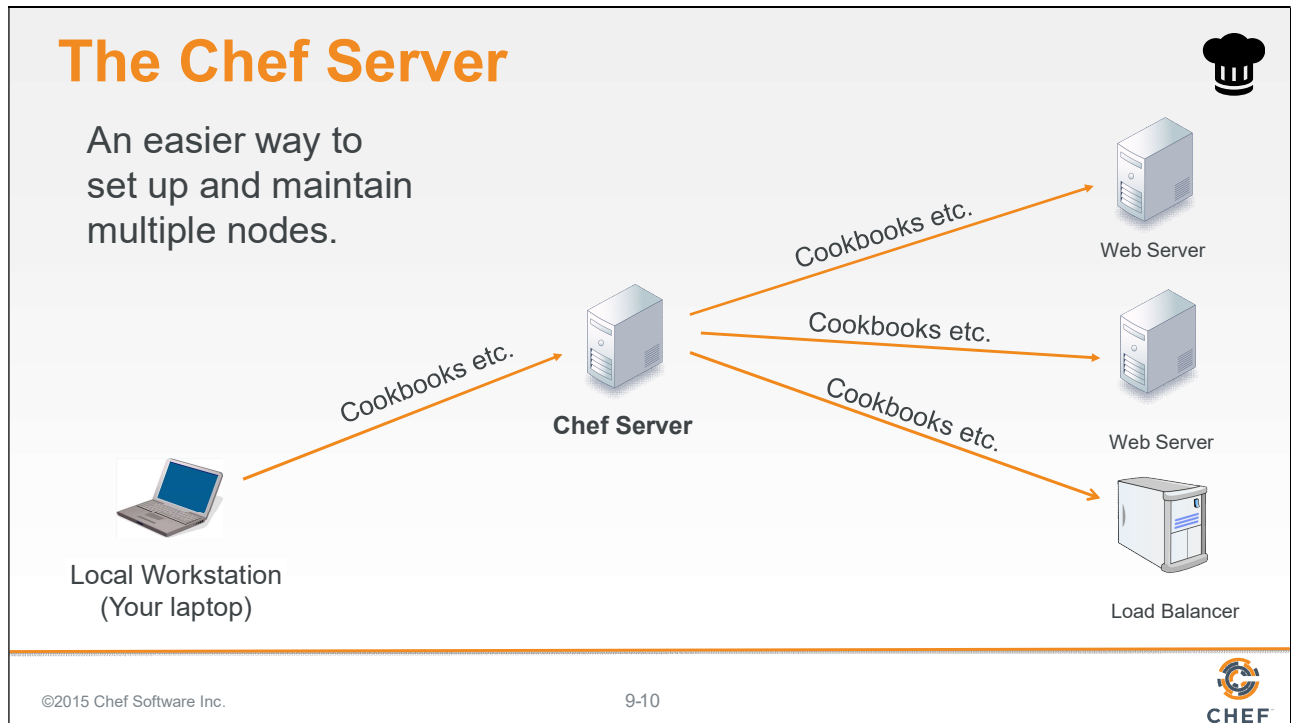 The Chef Server
An easier way to
set up and maintain
multiple nodes.
Cookbooks etc.
Web Server
Cookbooks etc.
Cookbooks etc.
Chef Server
Cookbooks etc.
Web Server
Local Workstation
(Your laptop)
Load Balancer
©2015 Chef Software Inc.
9-10
CHEF